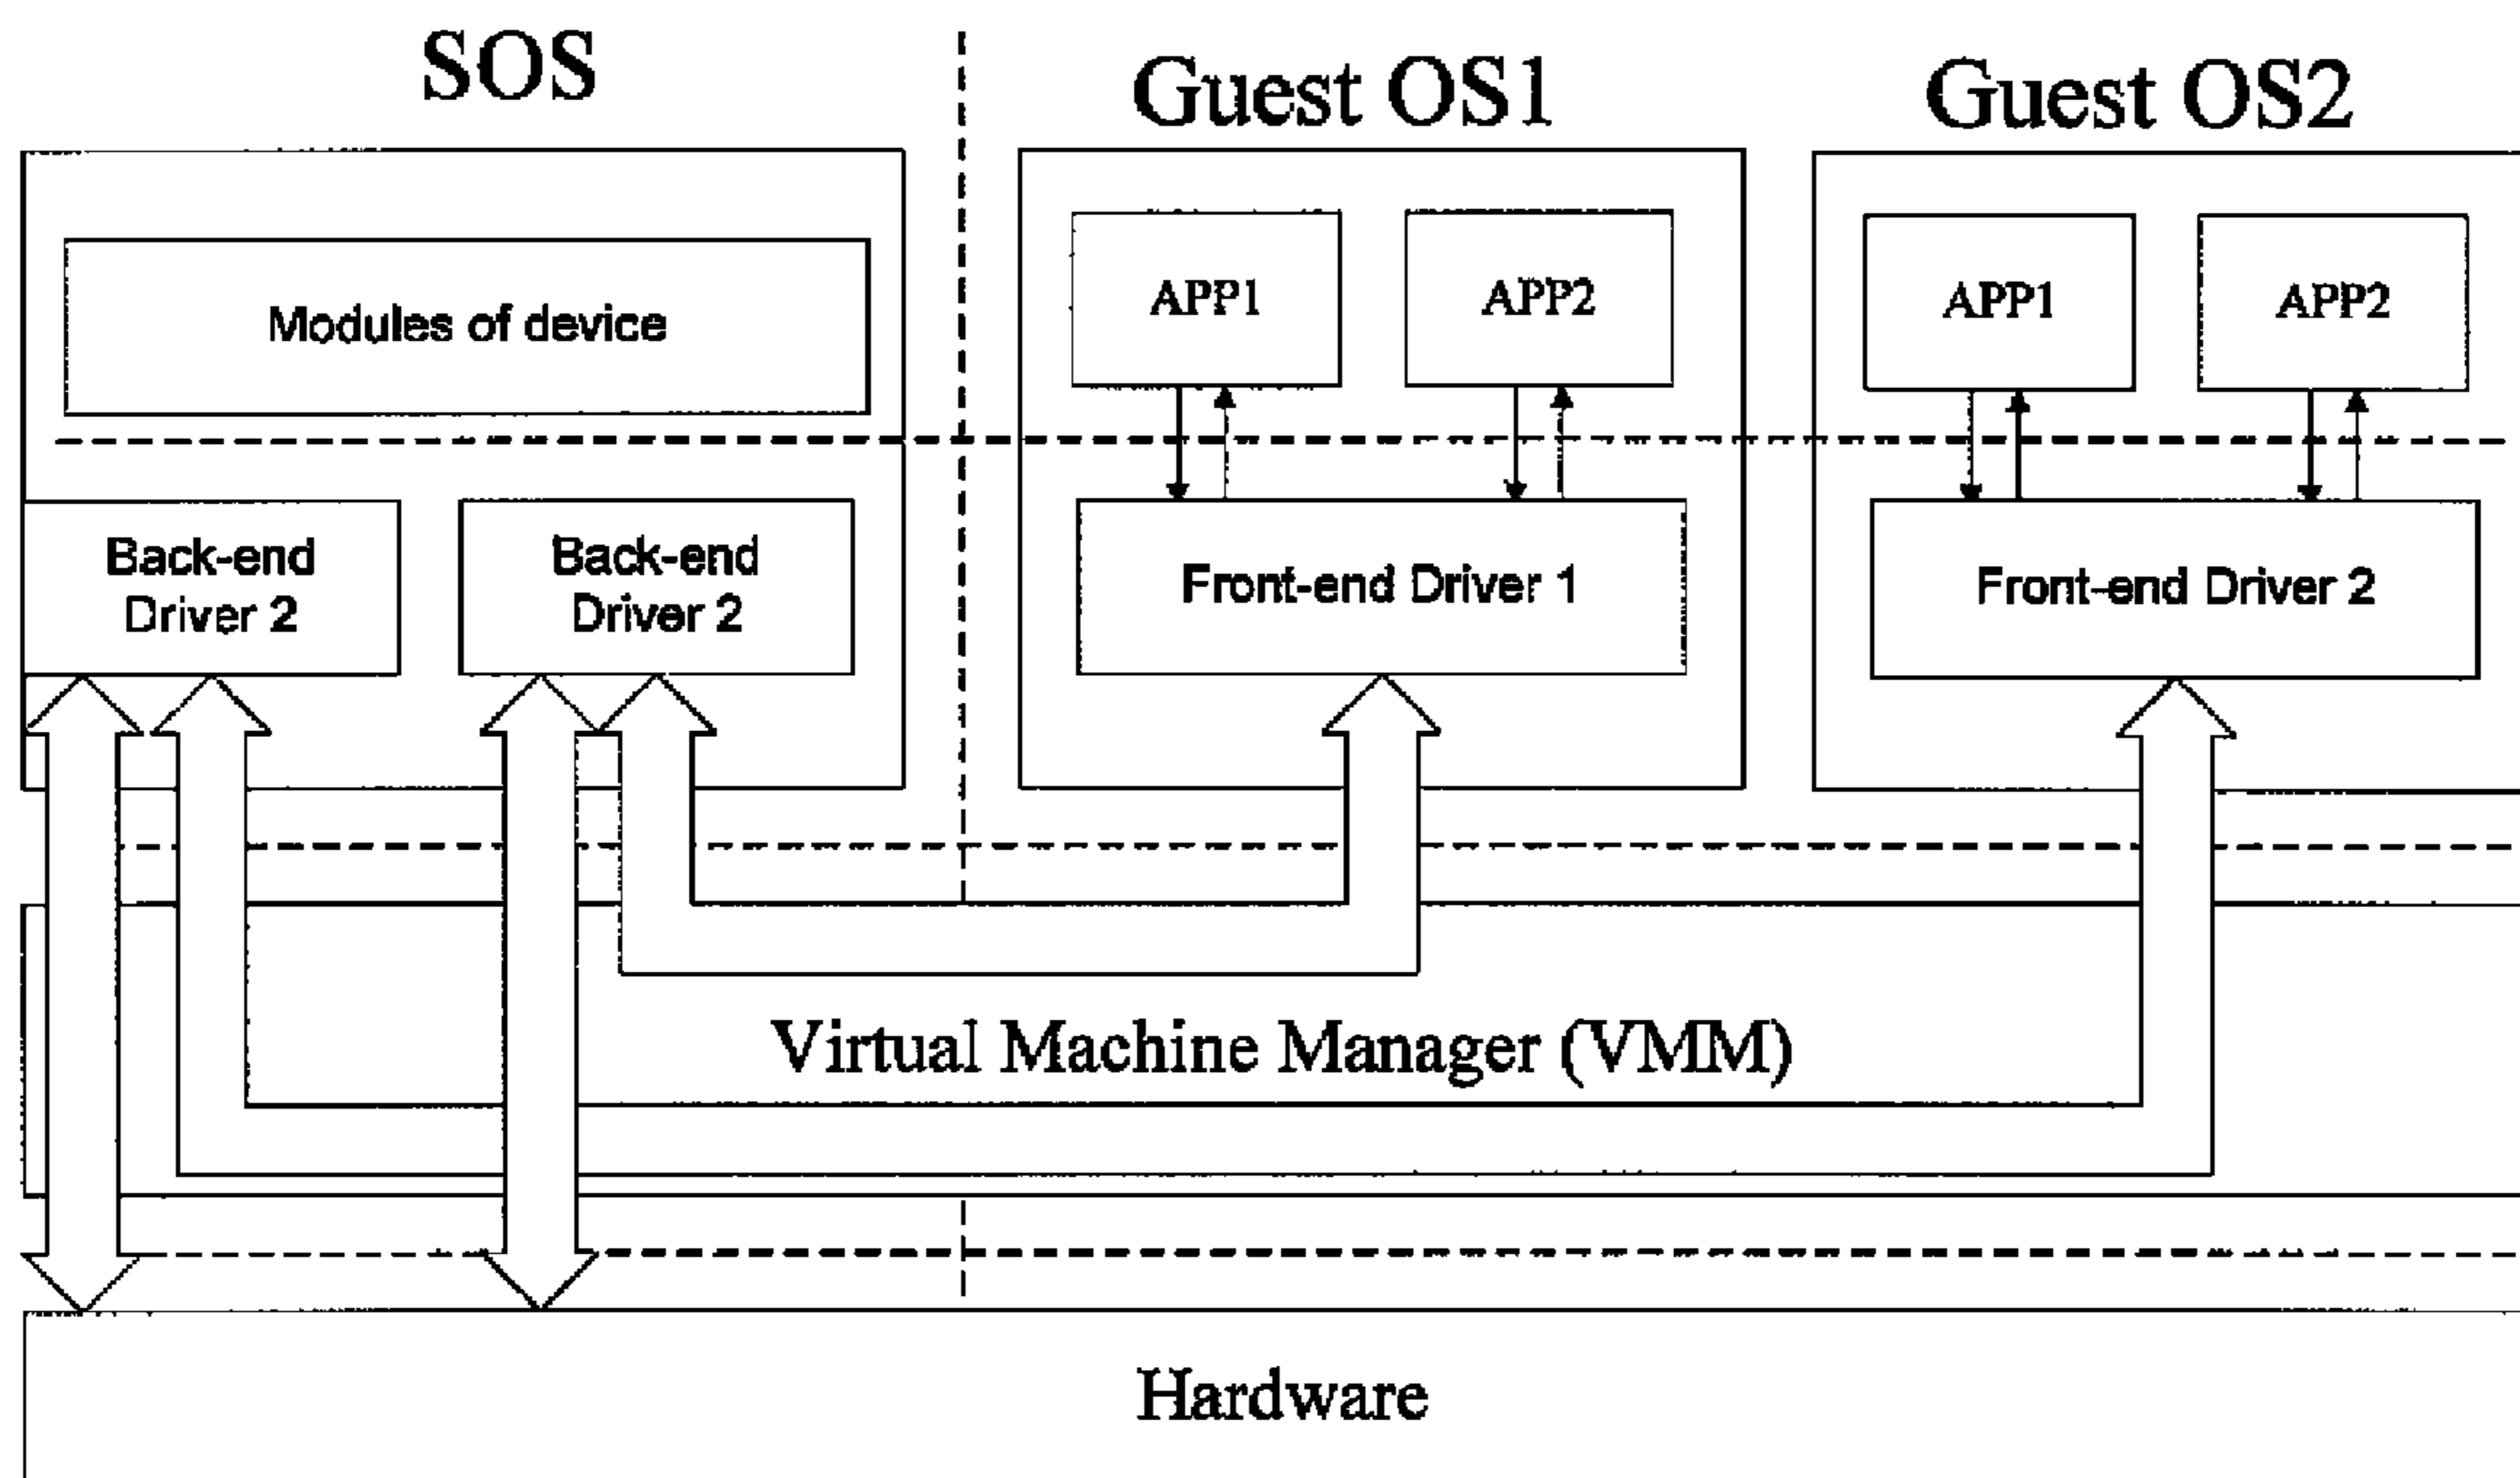 SOS
Guest OS1
Guest OS2
Modules of device
APP1
APP2
APP1
APP2
Back-end
Driver 2
Back-end
Driver 2
Front-end Driver 1
Front-end Driver 2
Virtual Machine Manager (VMM)
Hardware